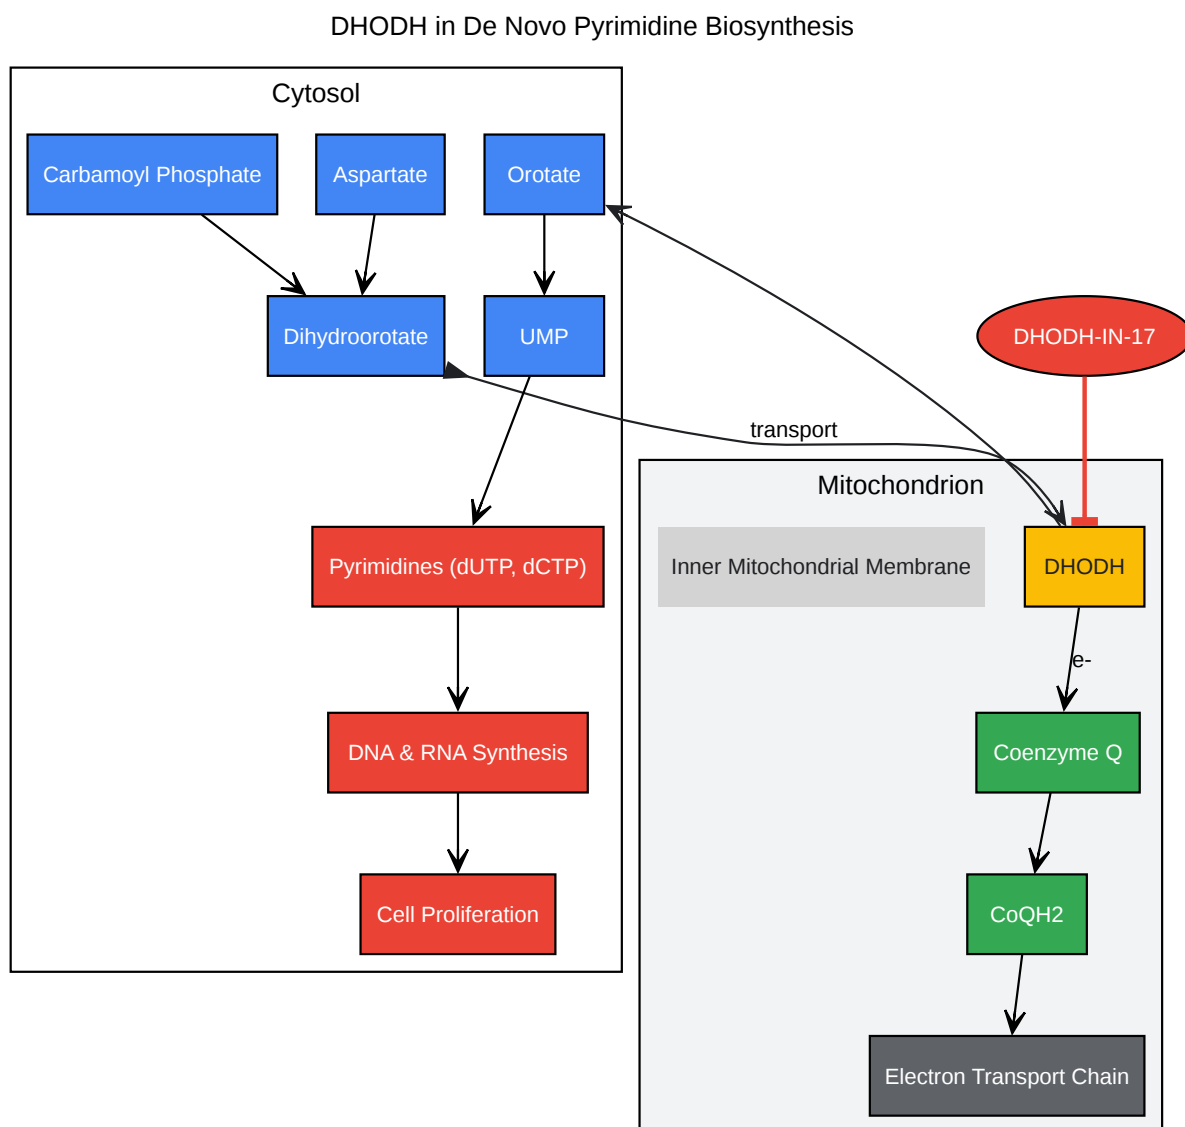 DHODH in De Novo Pyrimidine Biosynthesis
Cytosol
Carbamoyl Phosphate
Aspartate
Orotate
Dihydroorotate
UMP
DHODH-IN-17
transport
Mitochondrion
Pyrimidines (dUTP, dCTP)
Inner Mitochondrial Membrane
DHODH
e-
DNA & RNA Synthesis
Coenzyme Q
Cell Proliferation
CoQH2
Electron Transport Chain